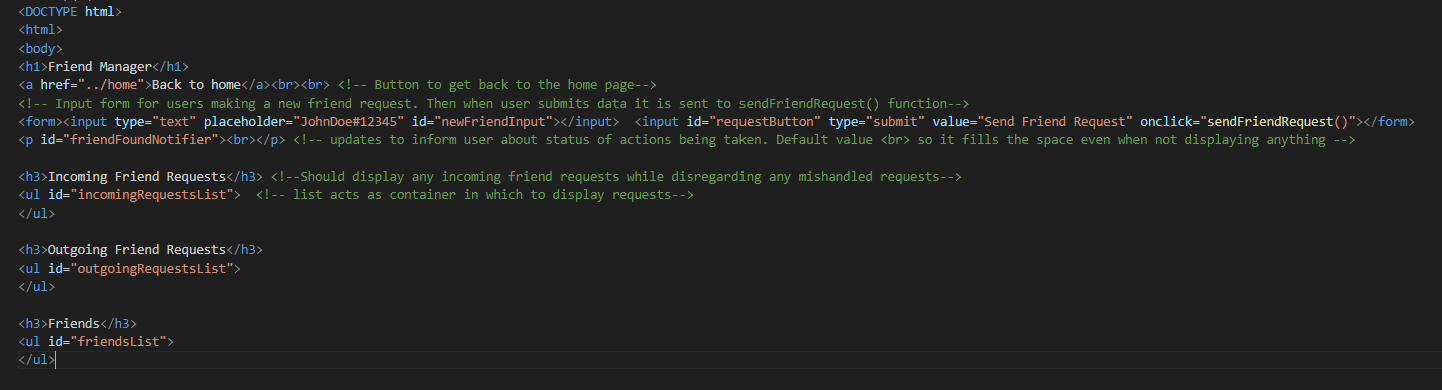 <DOCTYPE html>
<html>
<body>
<h1>Friend Manager</h1>
<a href="../home">Back to home</a><br><br> <!-- Button to get back to the home page-->
<!-- Input form for users making a new friend request. Then when user submits data it is sent to sendFriendRequest() function-->
<form><input type="text" placeholder="JohnDoe#12345" id="newFriendInput"></input>  <input id="requestButton" type="submit" value="Send Friend Request" onclick="sendFriendRequest()"></form>
<p id="friendFoundNotifier"><br></p> <!-- updates to inform user about status of actions being taken. Default value <br> so it fills the space even when not displaying anything -->
<h3>Incoming Friend Requests</h3> <!--Should display any incoming friend requests while disregarding any mishandled requests-->
<ul id="incomingRequestsList">  <!-- list acts as container in which to display requests-->
</ul>
<h3>Outgoing Friend Requests</h3>
<ul id="outgoingRequestsList">
</ul>
<h3>Friends</h3>
<ul id="friendsList">
</ul>